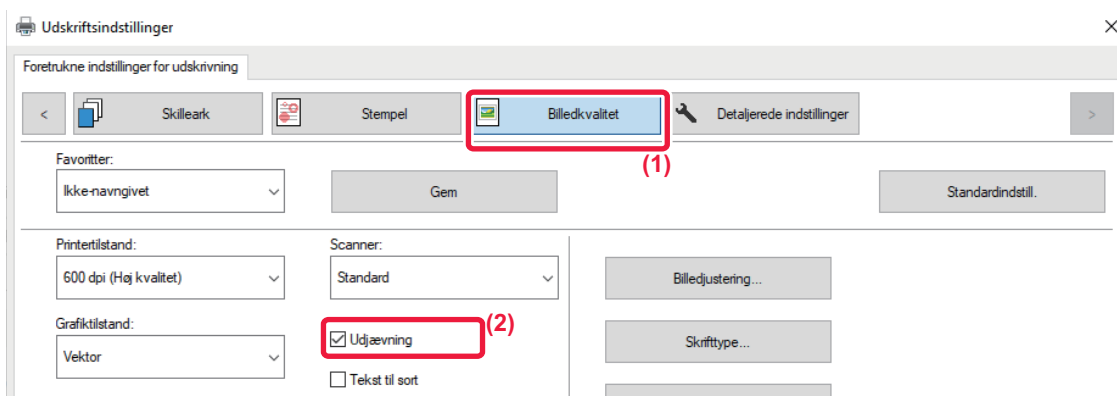 Udskriftsindstillinger
Foretrukne indstillinger for udskrivning
< Skilleark Stempel Billedkvalitet Detaljerede indstillinger >
(1)
Favoritter:
Ikke-navngivet Gem Standardindstill.
Printertilstand: Scanner:
600 dpi (Høj kvalitet) Standard Billedjustering...
(2)
Grafiktilstand: Udjævning
Vektor Skrifttype...
Tekst til sort